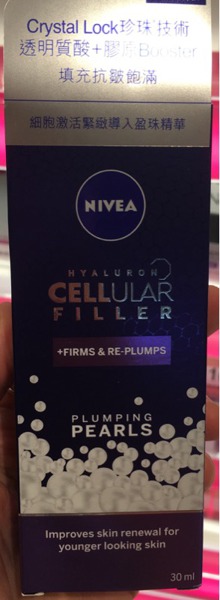 Crystal Lock珍珠技術
透明質酸+膠原Booster
填充抗皺飽滿
細胞激活緊緻導入盈珠精華
NIVEA
HYALURON
CELLULAR
FILLER
+FIRMS & RE-PLUMPS
PLUMPING
PEARLS
Improves skin renewal for
younger looking skin
30 ml